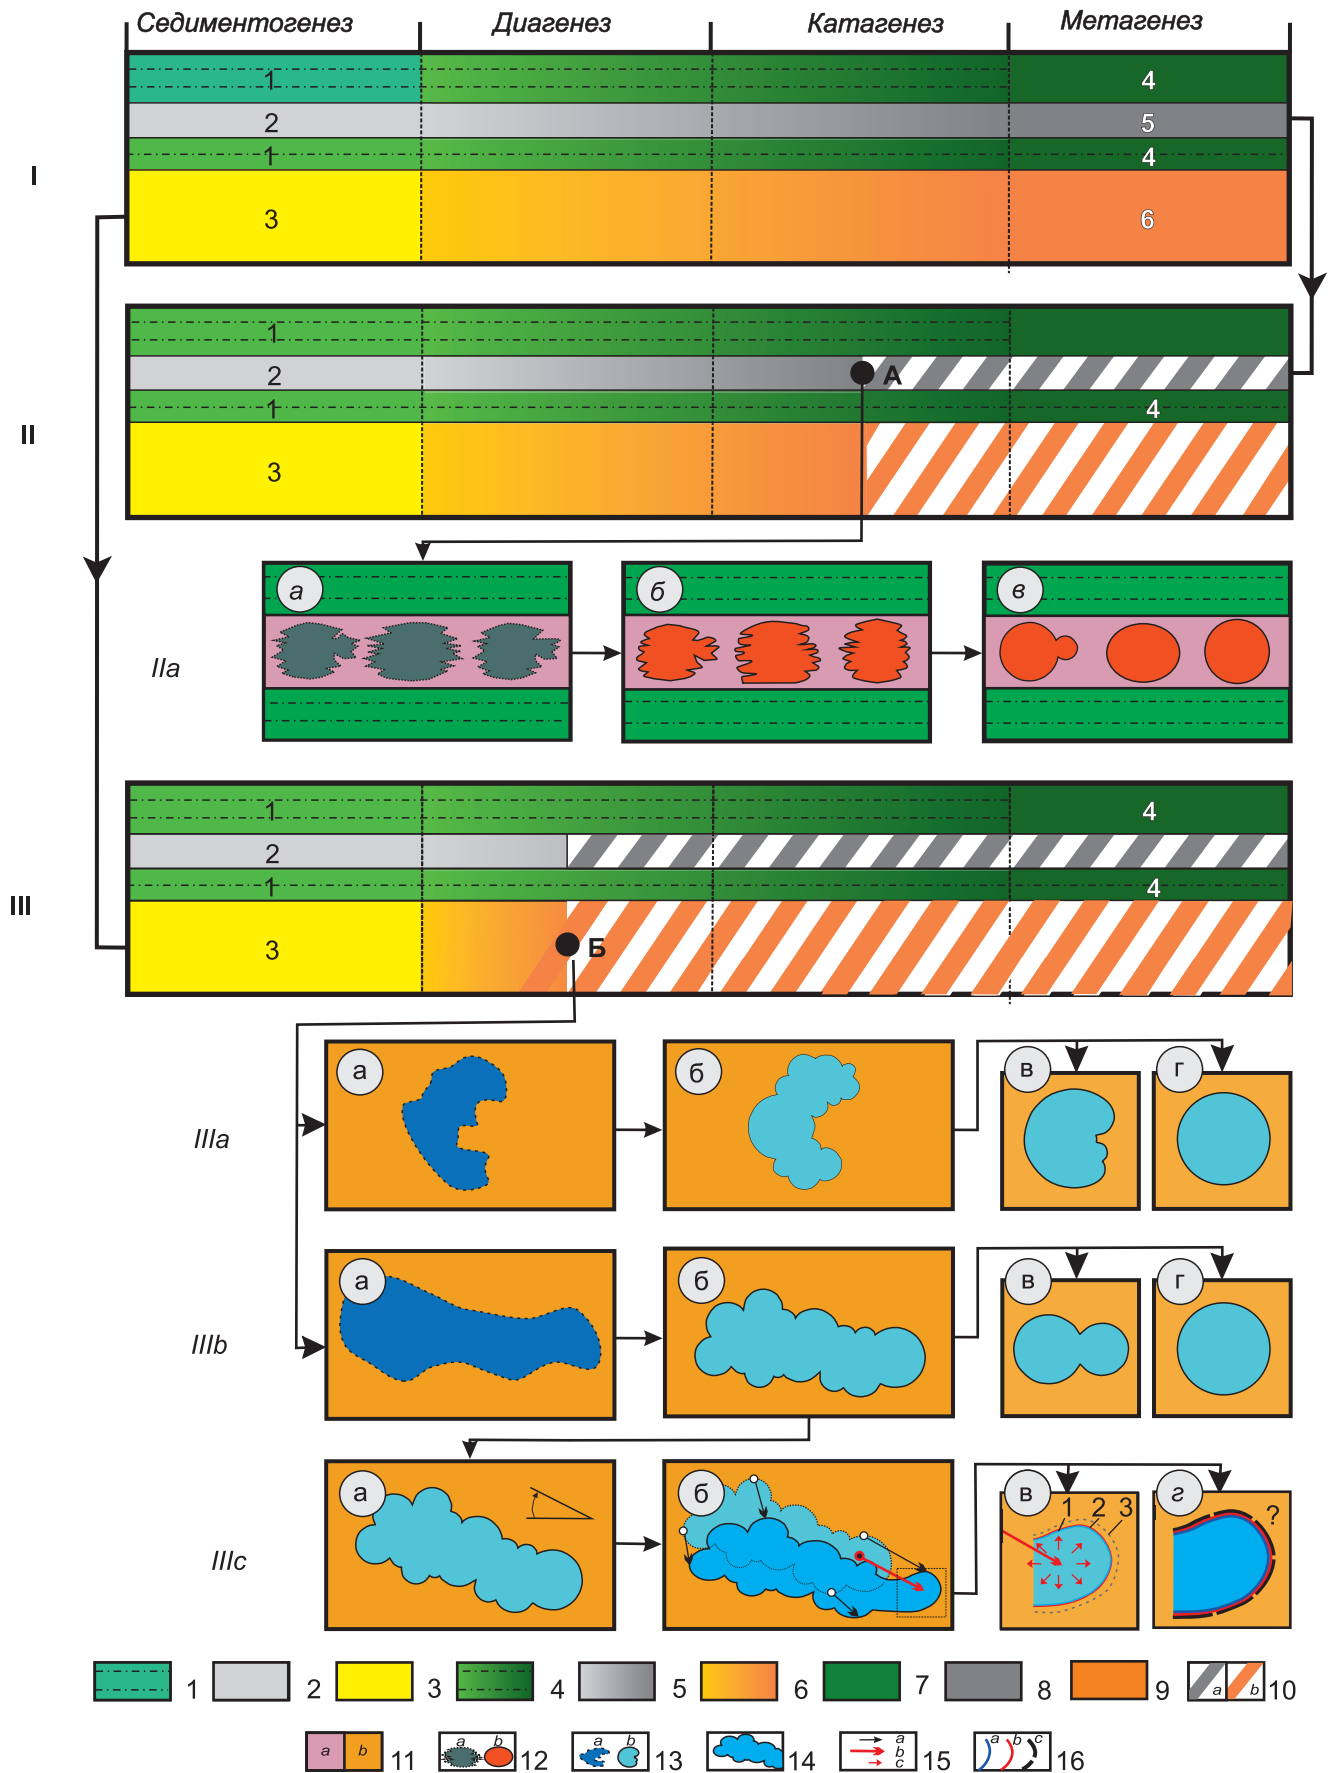 Седиментогенез Диагенез Катагенез Метагенез
1 4
2 5
I
1 4
3 6
1
2 А
1 4
II
3
а б в
IIa
1 4
2
1 4
III
3 Б
а б в г
IIIa
а б в г
IIIb
а б в 1 2 3 г ?
IIIc
1 2 3 4 5 6 7 8 9 a b 10
a b 11 a b 12 a b 13 14 a b c 15 a b c 16